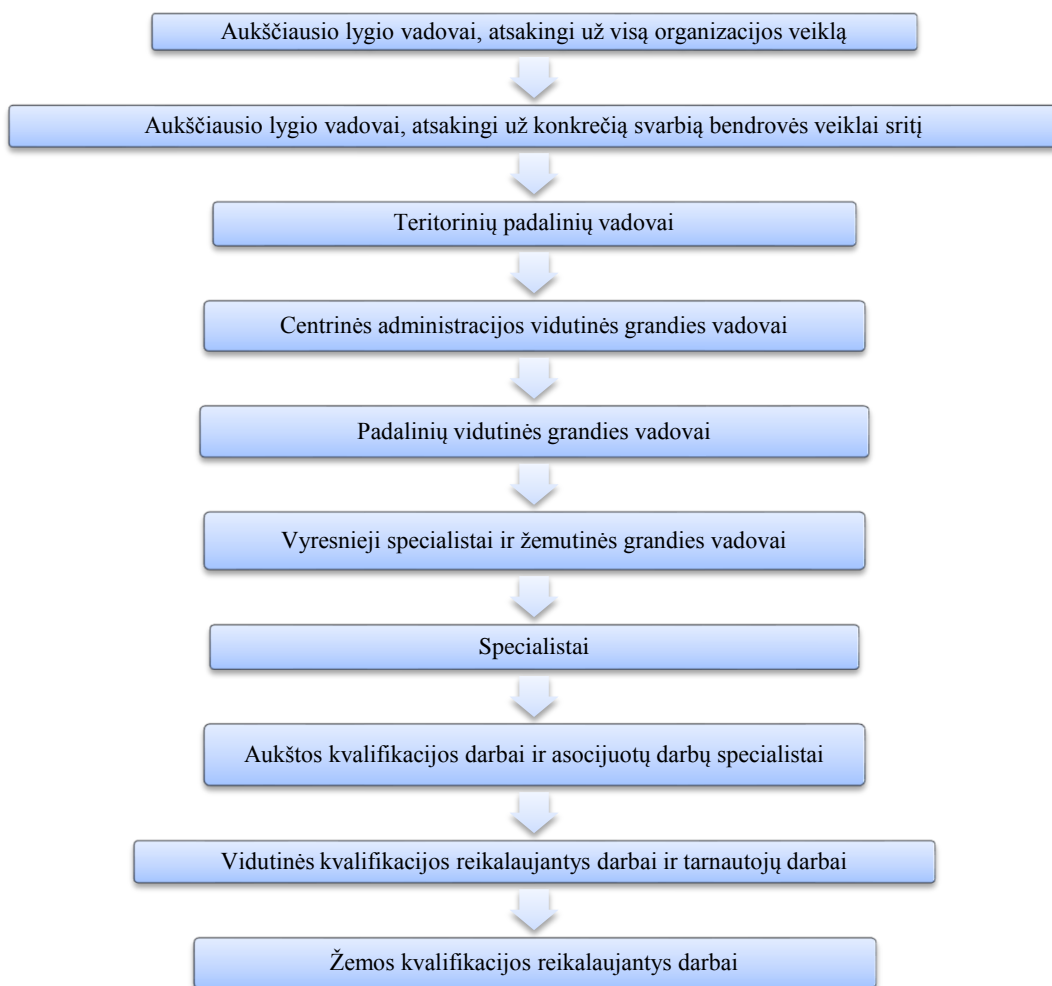 Aukščiausio lygio vadovai, atsakingi už visą organizacijos veiklą
Aukščiausio lygio vadovai, atsakingi už konkrečią svarbią bendrovės veiklai sritį
Teritorinių padalinių vadovai
Centrinės administracijos vidutinės grandies vadovai
Padalinių vidutinės grandies vadovai
Vyresnieji specialistai ir žemutinės grandies vadovai
Specialistai
Aukštos kvalifikacijos darbai ir asocijuotų darbų specialistai
Vidutinės kvalifikacijos reikalaujantys darbai ir tarnautojų darbai
Žemos kvalifikacijos reikalaujantys darbai